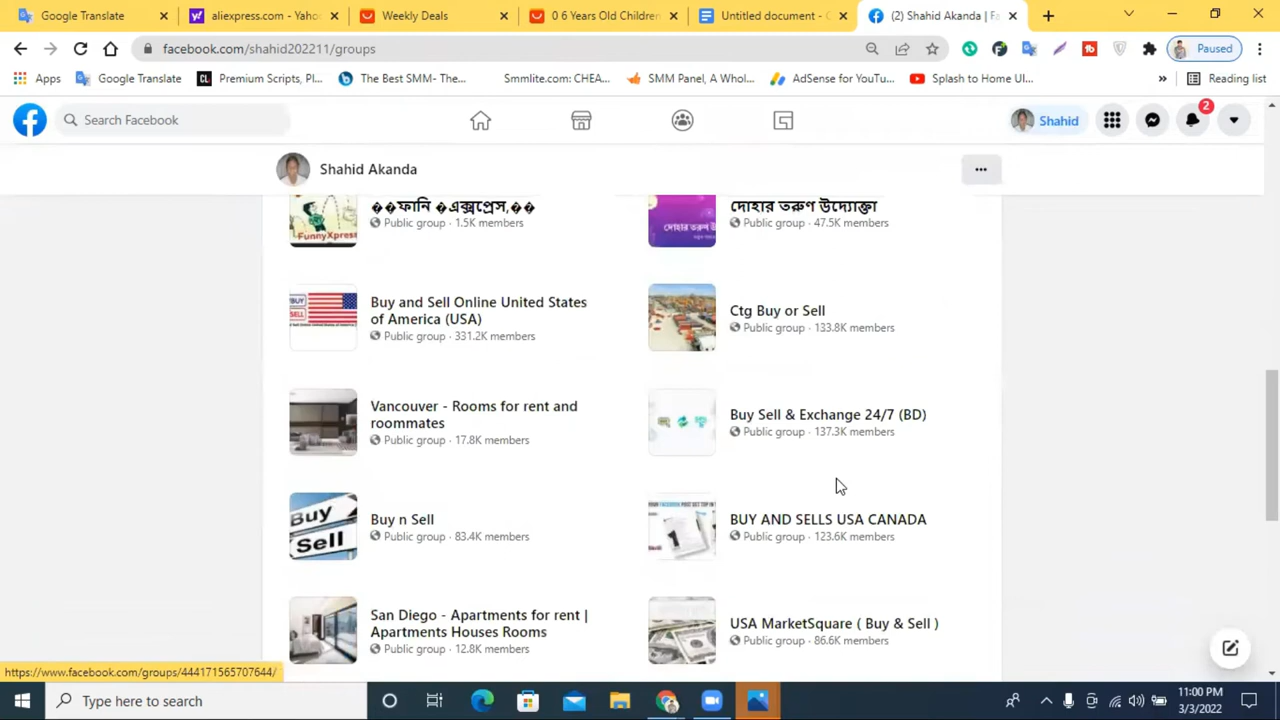 Google Translate
aliexpress.com - Yaho
Weekly Deals
0 6 Years Old Children
Untitled document -
(2) Shahid Akanda | Fa
facebook.com/shahid202211/groups
Paused
Apps
Google Translate
Premium Scripts, Pl...
The Best SMM- The...
Smmlite.com: CHEA...
SMM Panel, A Whol...
AdSense for YouTu...
Splash to Home UI...
»
Reading list
Search Facebook
Shahid
2
Shahid Akanda
��ফানি �এক্সপ্রেস,��
Public group · 1.5K members
FunnyXpress
দোহার তরুণ উদ্যোক্তা
Public group · 47.5K members
Buy and Sell Online United States
of America (USA)
Public group · 331.2K members
BUY
SELL
Ctg Buy or Sell
Public group · 133.8K members
Vancouver - Rooms for rent and
roommates
Public group · 17.8K members
Buy Sell & Exchange 24/7 (BD)
Public group · 137.3K members
Buy
Sell
Buy n Sell
Public group · 83.4K members
BUY AND SELLS USA CANADA
Public group · 123.6K members
San Diego - Apartments for rent |
Apartments Houses Rooms
Public group · 12.8K members
USA MarketSquare ( Buy & Sell )
Public group · 86.6K members
https://www.facebook.com/groups/444171565707644/
Type here to search
11:00 PM
3/3/2022